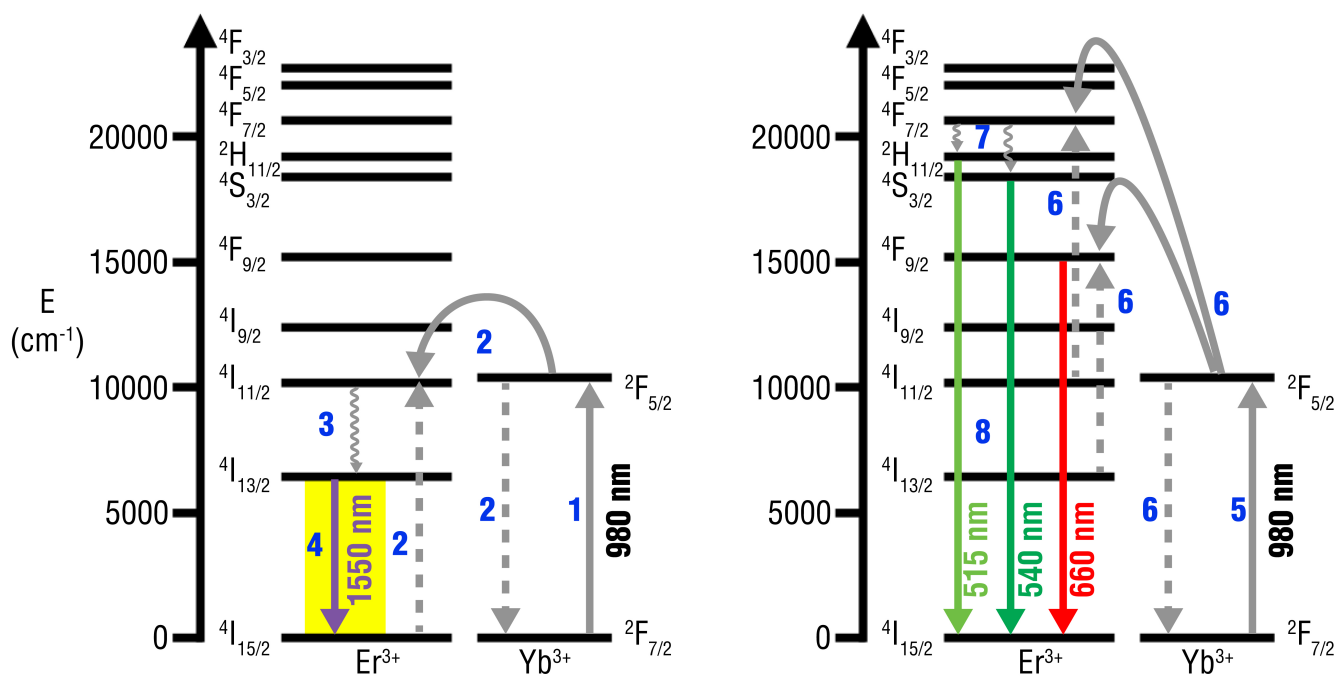 E
(cm⁻¹)
20000
15000
10000
5000
0
⁴F3/2
⁴F5/2
⁴F7/2
²H11/2
⁴S3/2
⁴F9/2
⁴I9/2
⁴I11/2
⁴I13/2
⁴I15/2
2
3
4
1550 nm
2
2
1
980 nm
²F5/2
²F7/2
Er³⁺
Yb³⁺
20000
15000
10000
5000
0
⁴F3/2
⁴F5/2
⁴F7/2
²H11/2
⁴S3/2
⁴F9/2
⁴I9/2
⁴I11/2
⁴I13/2
⁴I15/2
7
6
6
6
8
515 nm
540 nm
660 nm
6
5
980 nm
²F5/2
²F7/2
Er³⁺
Yb³⁺